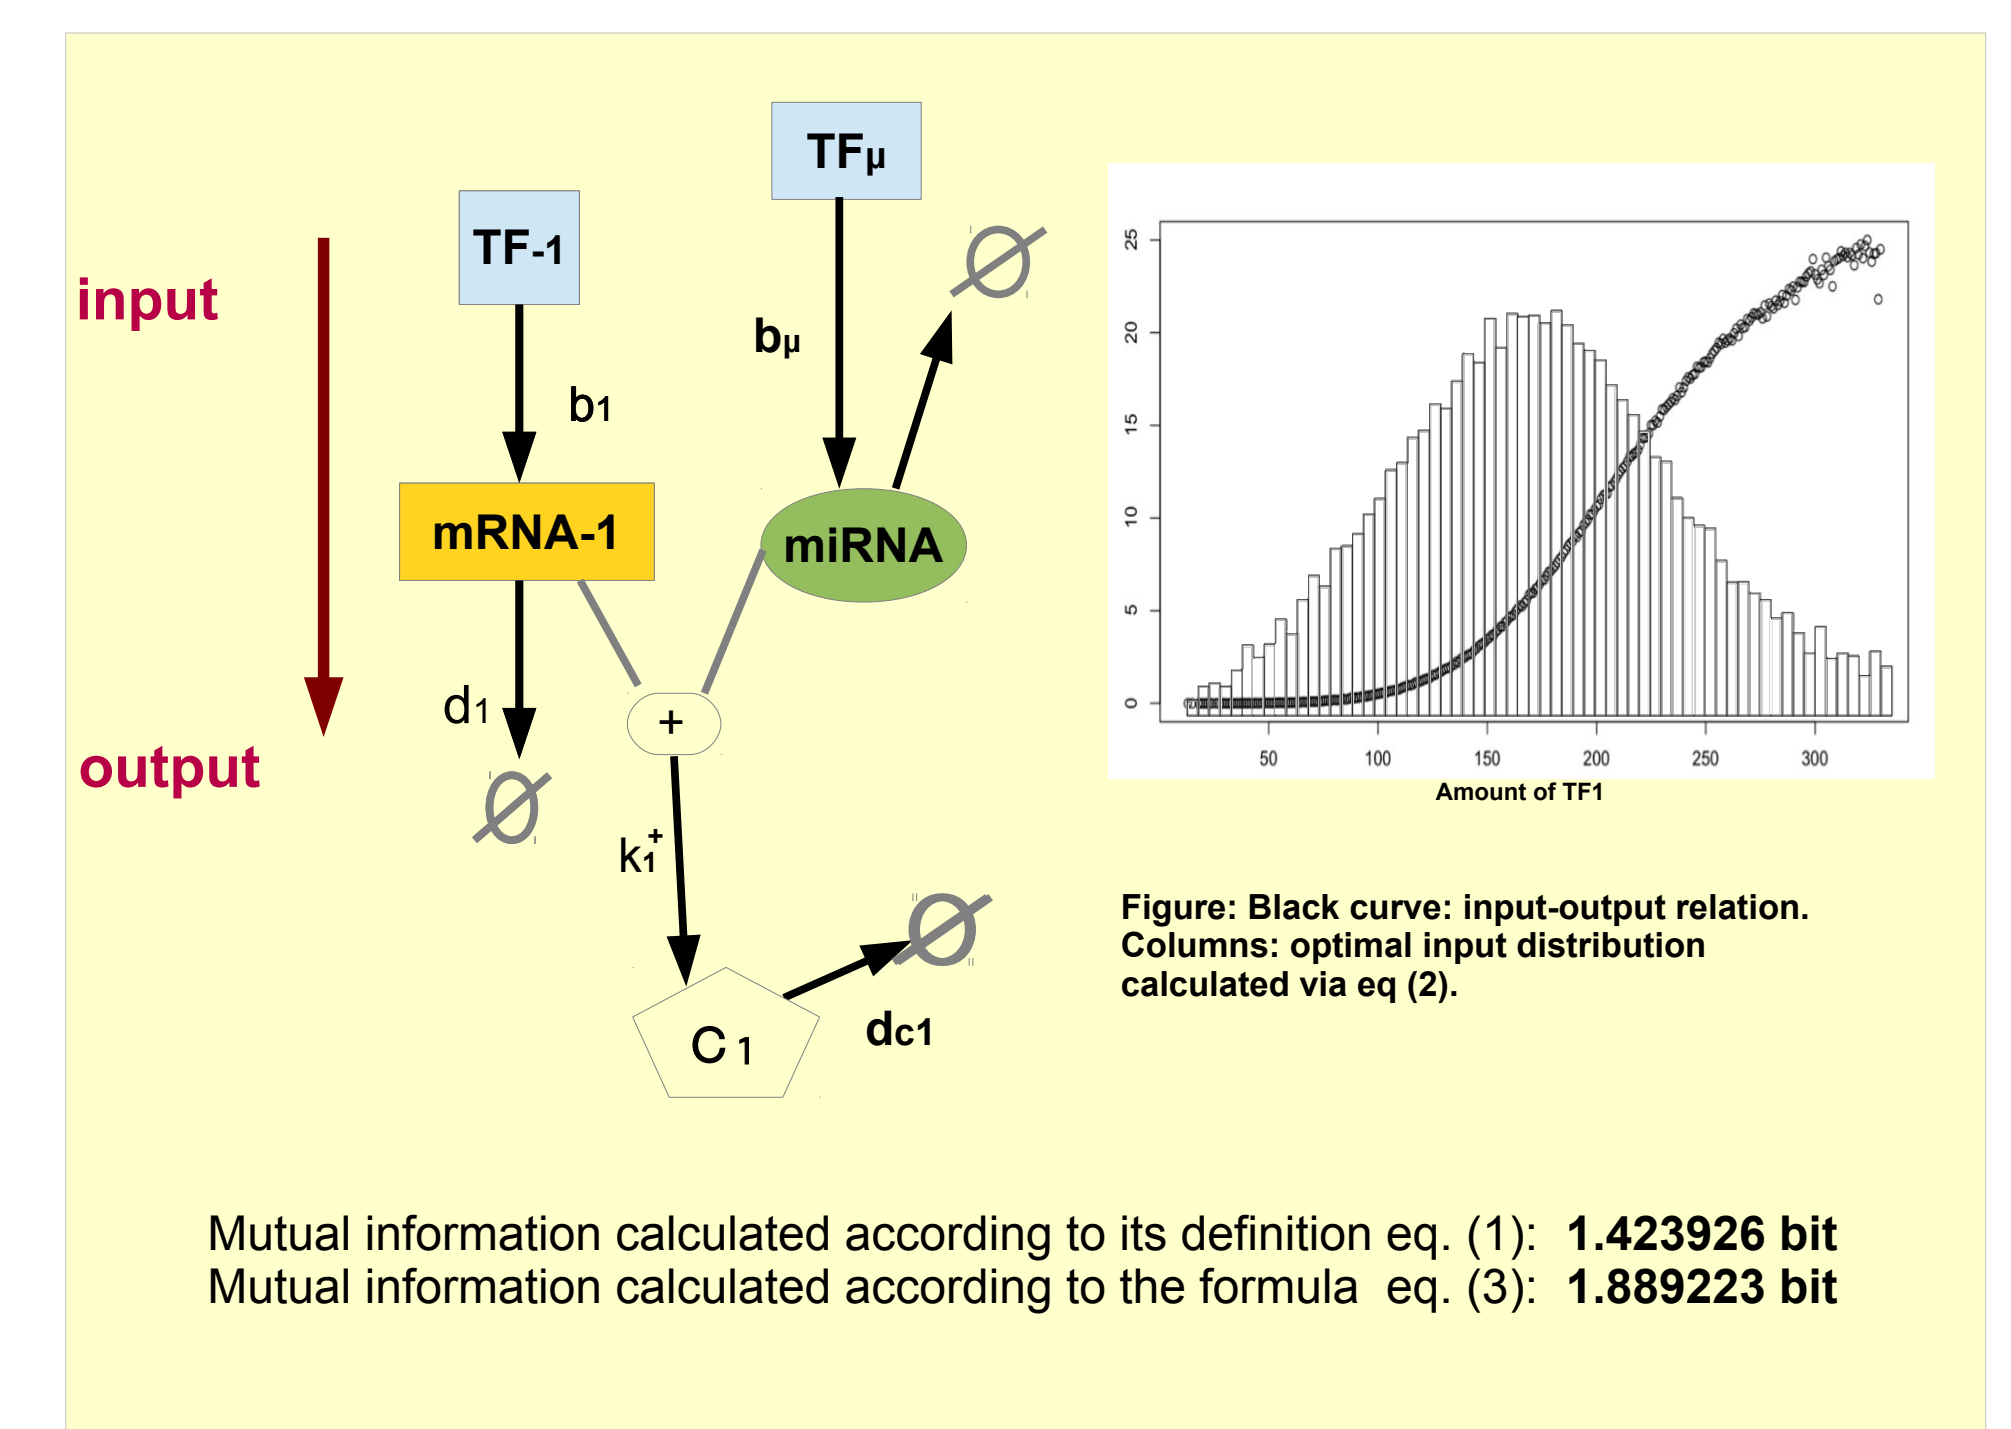 TFµ
TF-1
input
bµ
b1
mRNA-1
miRNA
d1
+
output
Ø
Ø
k1+
Ø
C 1
dc1
25
20
15
10
5
0
50 100 150 200 250 300
Amount of TF1
Figure: Black curve: input-output relation.
Columns: optimal input distribution
calculated via eq (2).
Mutual information calculated according to its definition eq. (1): 1.423926 bit
Mutual information calculated according to the formula eq. (3): 1.889223 bit